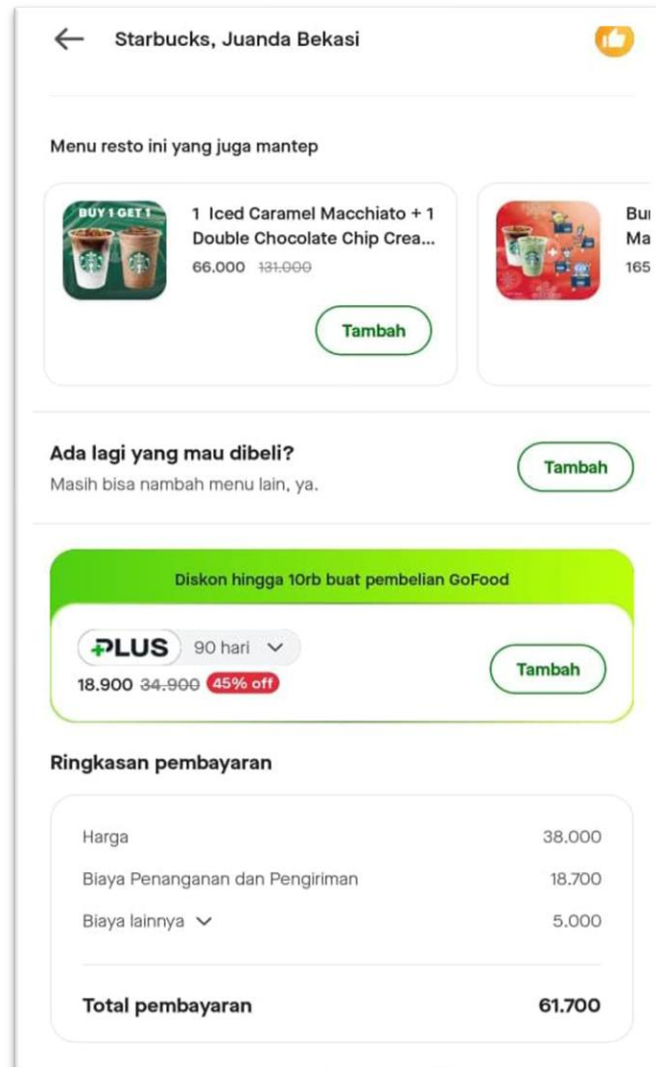 Starbucks, Juanda Bekasi
Menu resto ini yang juga mantep
BUY 1 GET 1
1 Iced Caramel Macchiato + 1
Double Chocolate Chip Crea...
66.000 131.000
Tambah
Bu
Ma
165
Ada lagi yang mau dibeli?
Masih bisa nambah menu lain, ya.
Tambah
Diskon hingga 10rb buat pembelian GoFood
PLUS 90 hari
18.900 34.900 45% off
Tambah
Ringkasan pembayaran
Harga 38.000
Biaya Penanganan dan Pengiriman 18.700
Biaya lainnya 5.000
Total pembayaran 61.700